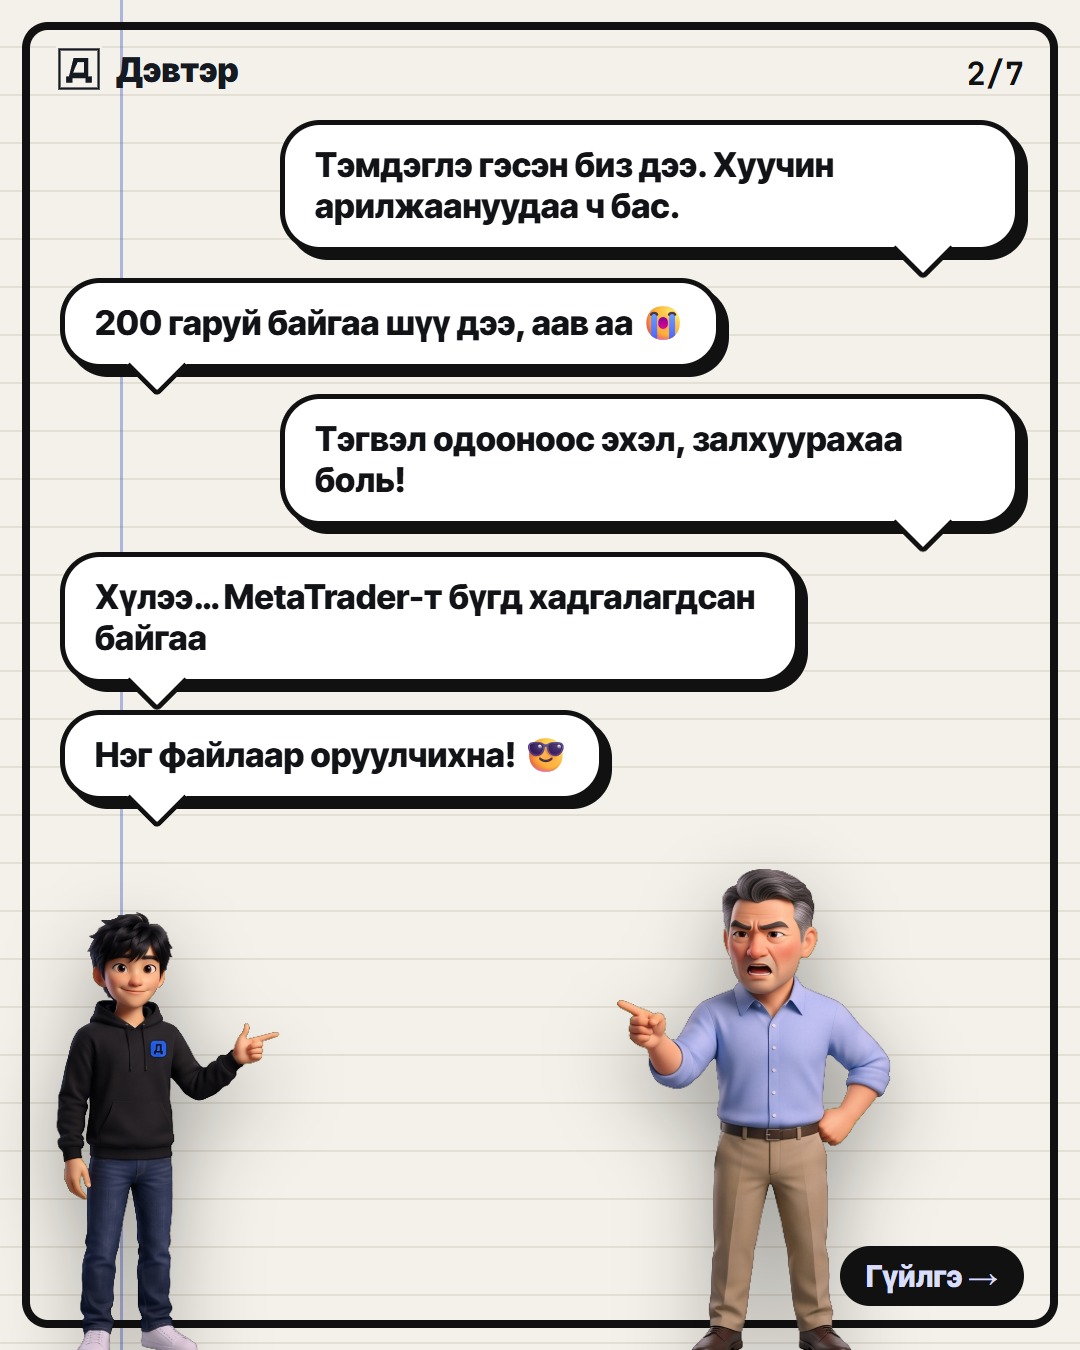 Д Дэвтэр
2/7
Тэмдэглэ гэсэн биз дээ. Хуучин
арилжаануудаа ч бас.
200 гаруй байгаа шүү дээ, аав аа 😭
Тэгвэл одооноос эхэл, залхуурахаа
боль!
Хүлээ... MetaTrader-т бүгд хадгалагдсан
байгаа
Нэг файлаар оруулчихна! 😎
Д
Гүйлгэ →